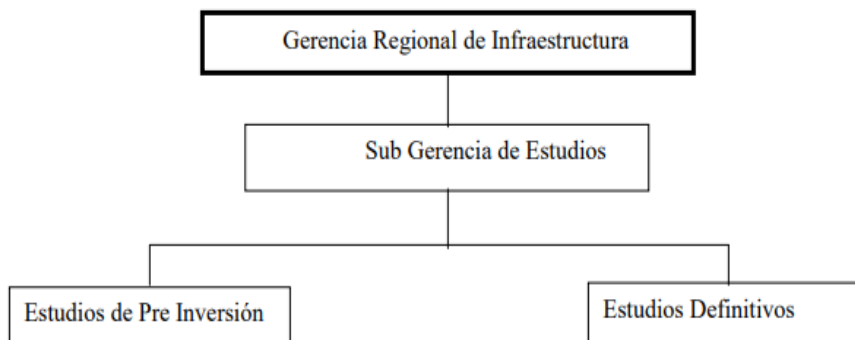 Gerencia Regional de Infraestructura
Sub Gerencia de Estudios
Estudios de Pre Inversión
Estudios Definitivos